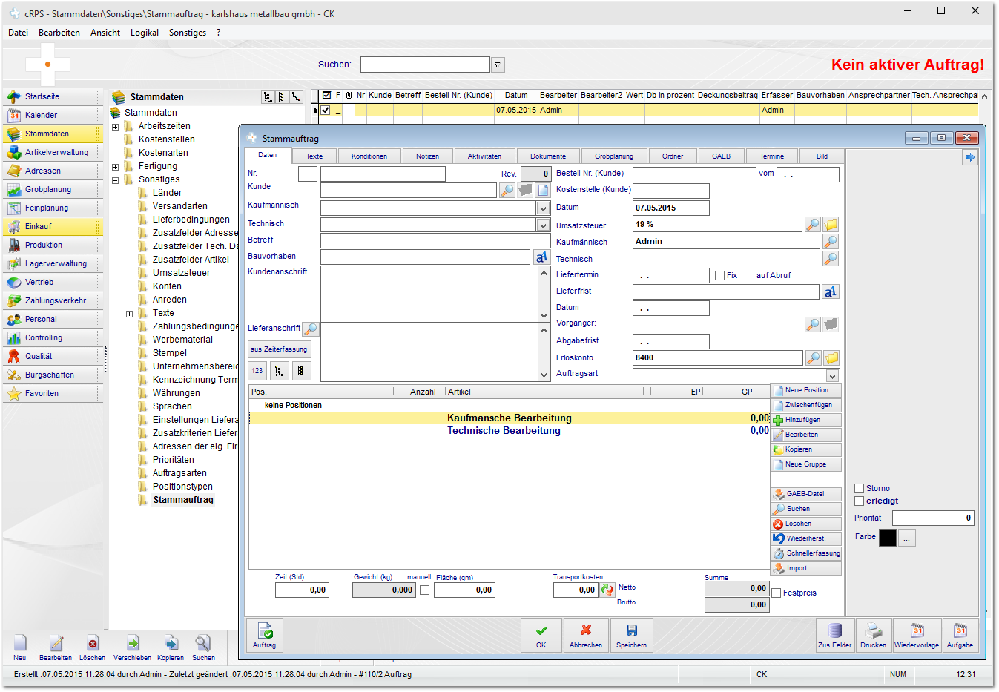 cRPS - Stammdaten\Sonstiges\Stammauftrag - karlshaus metallbau gmbh - CK
Datei Bearbeiten Ansicht Logikal Sonstiges ?
Suchen:
Kein aktiver Auftrag!
Startseite
Kalender
Stammdaten
Artikelverwaltung
Adressen
Grobplanung
Feinplanung
Einkauf
Produktion
Lagerverwaltung
Vertrieb
Zahlungsverkehr
Personal
Controlling
Qualität
Bürgschaften
Favoriten
Stammdaten
Stammdaten
Arbeitszeiten
Kostenstellen
Kostenarten
Fertigung
Sonstiges
Länder
Versandarten
Lieferbedingungen
Zusatzfelder Adresse
Zusatzfelder Tech. Da
Zusatzfelder Artikel
Umsatzsteuer
Konten
Anreden
Texte
Zahlungsbedingunge
Werbematerial
Stempel
Unternehmensbereic
Kennzeichnung Term
Währungen
Sprachen
Einstellungen Liefera
Zusatzkriterien Liefer
Adressen der eig. Fir
Prioritäten
Auftragsarten
Positionstypen
Stammauftrag
F Nr Kunde Betreff Bestell-Nr. (Kunde) Datum Bearbeiter Bearbeiter2 Wert Db in prozent Deckungsbeitrag Erfasser Bauvorhaben Ansprechpartner Tech. Ansprechpa
_ -- 07.05.2015 Admin Admin
Stammauftrag
Daten Texte Konditionen Notizen Aktivitäten Dokumente Grobplanung Ordner GAEB Termine Bild
Nr. Rev. 0
Kunde
Kaufmännisch
Technisch
Betreff
Bauvorhaben
Kundenanschrift
Lieferanschrift
aus Zeiterfassung
123
Bestell-Nr. (Kunde) vom . .
Kostenstelle (Kunde)
Datum 07.05.2015
Umsatzsteuer 19 %
Kaufmännisch Admin
Technisch
Liefertermin . . Fix auf Abruf
Lieferfrist
Datum . .
Vorgänger:
Abgabefrist . .
Erlöskonto 8400
Auftragsart
Pos. Anzahl Artikel EP GP
keine Positionen
Kaufmänsche Bearbeitung 0,00
Technische Bearbeitung 0,00
Neue Position
Zwischenfügen
Hinzufügen
Bearbeiten
Kopieren
Neue Gruppe
GAEB-Datei
Suchen
Löschen
Wiederherst.
Schnellerfassung
Import
Storno
erledigt
Priorität 0
Farbe ...
Zeit (Std) Gewicht (kg) manuell Fläche (qm) Transportkosten Summe
0,00 0,000 0,00 0,00 Netto 0,00 Festpreis
Brutto 0,00
Auftrag OK Abbrechen Speichern Zus.Felder Drucken Wiedervorlage Aufgabe
Neu Bearbeiten Löschen Verschieben Kopieren Suchen
Erstellt :07.05.2015 11:28:04 durch Admin - Zuletzt geändert :07.05.2015 11:28:04 durch Admin - #110/2 Auftrag CK NUM 12:31